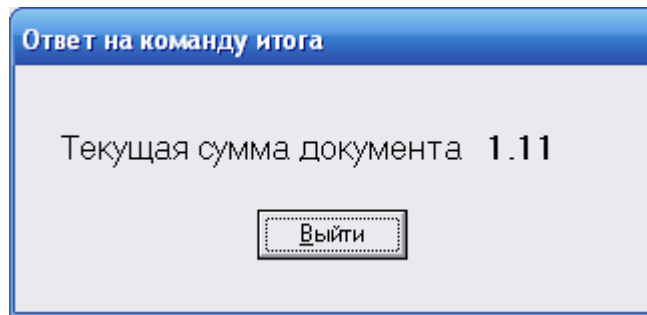 Ответ на команду итога
Текущая сумма документа 1.11
Выйти